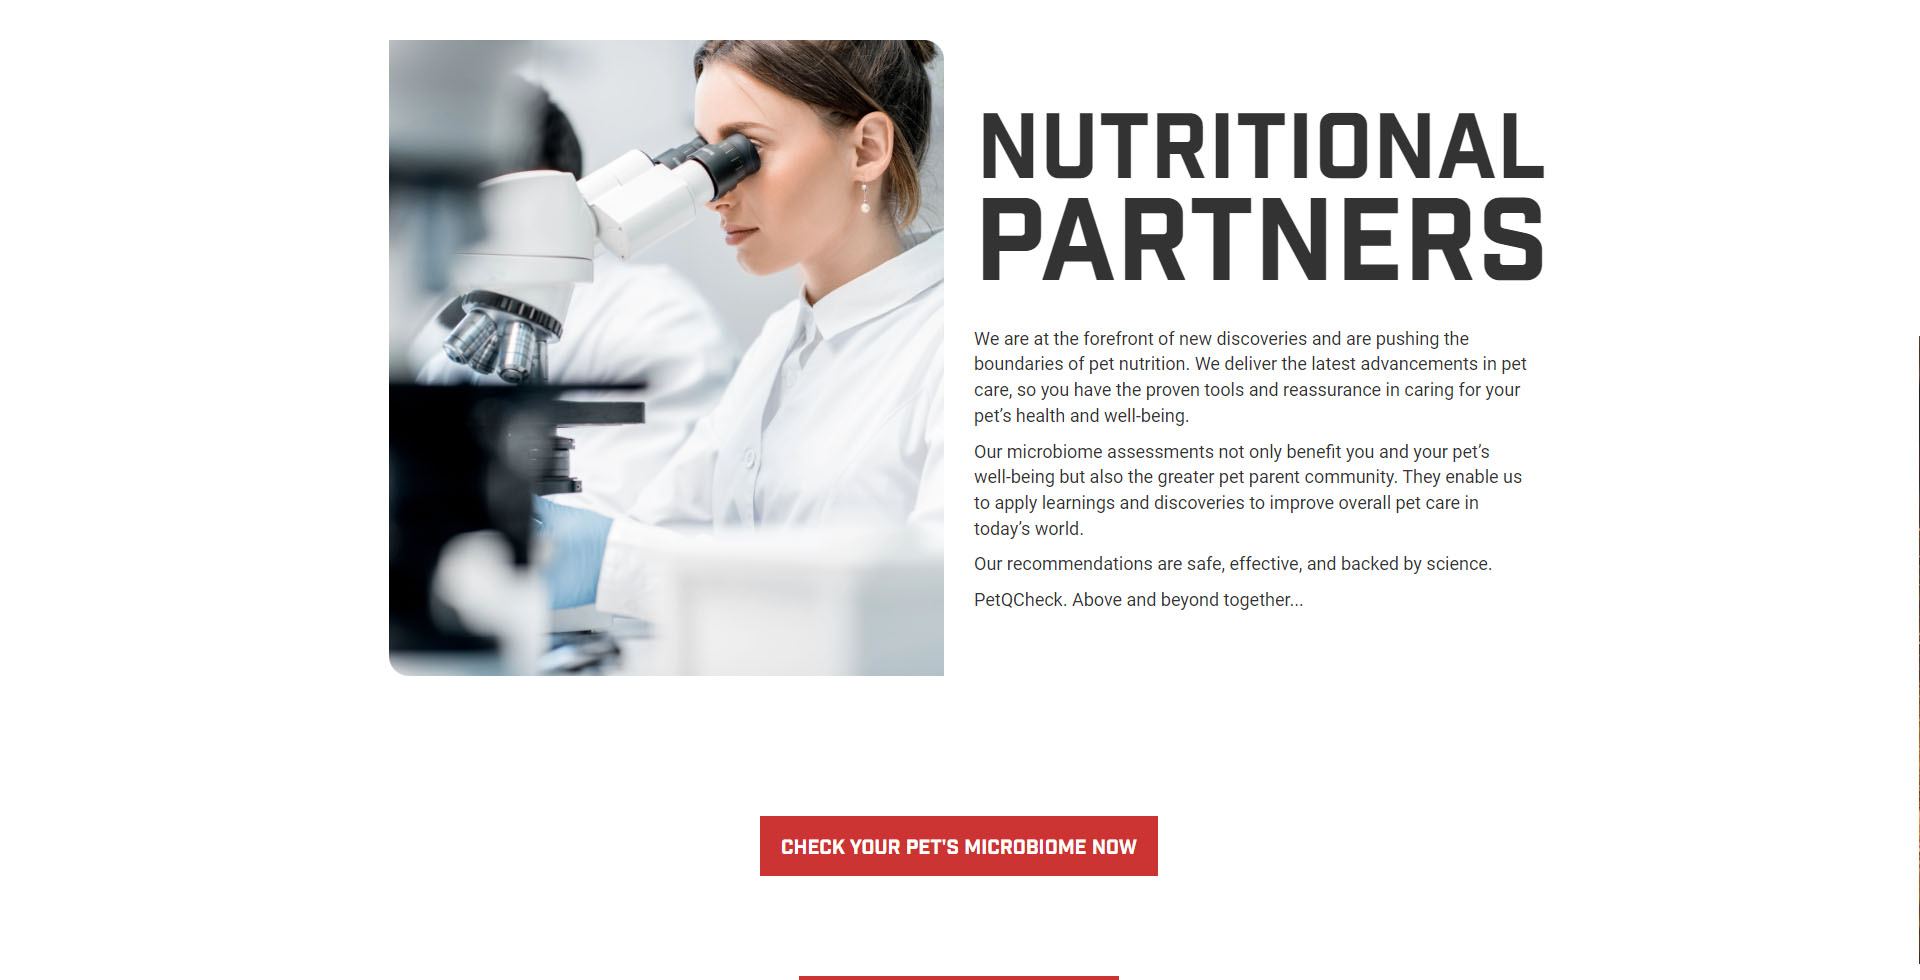 NUTRITIONAL
PARTNERS
We are at the forefront of new discoveries and are pushing the
boundaries of pet nutrition. We deliver the latest advancements in pet
care, so you have the proven tools and reassurance in caring for your
pet’s health and well-being.
Our microbiome assessments not only benefit you and your pet’s
well-being but also the greater pet parent community. They enable us
to apply learnings and discoveries to improve overall pet care in
today’s world.
Our recommendations are safe, effective, and backed by science.
PetQCheck. Above and beyond together...
CHECK YOUR PET'S MICROBIOME NOW